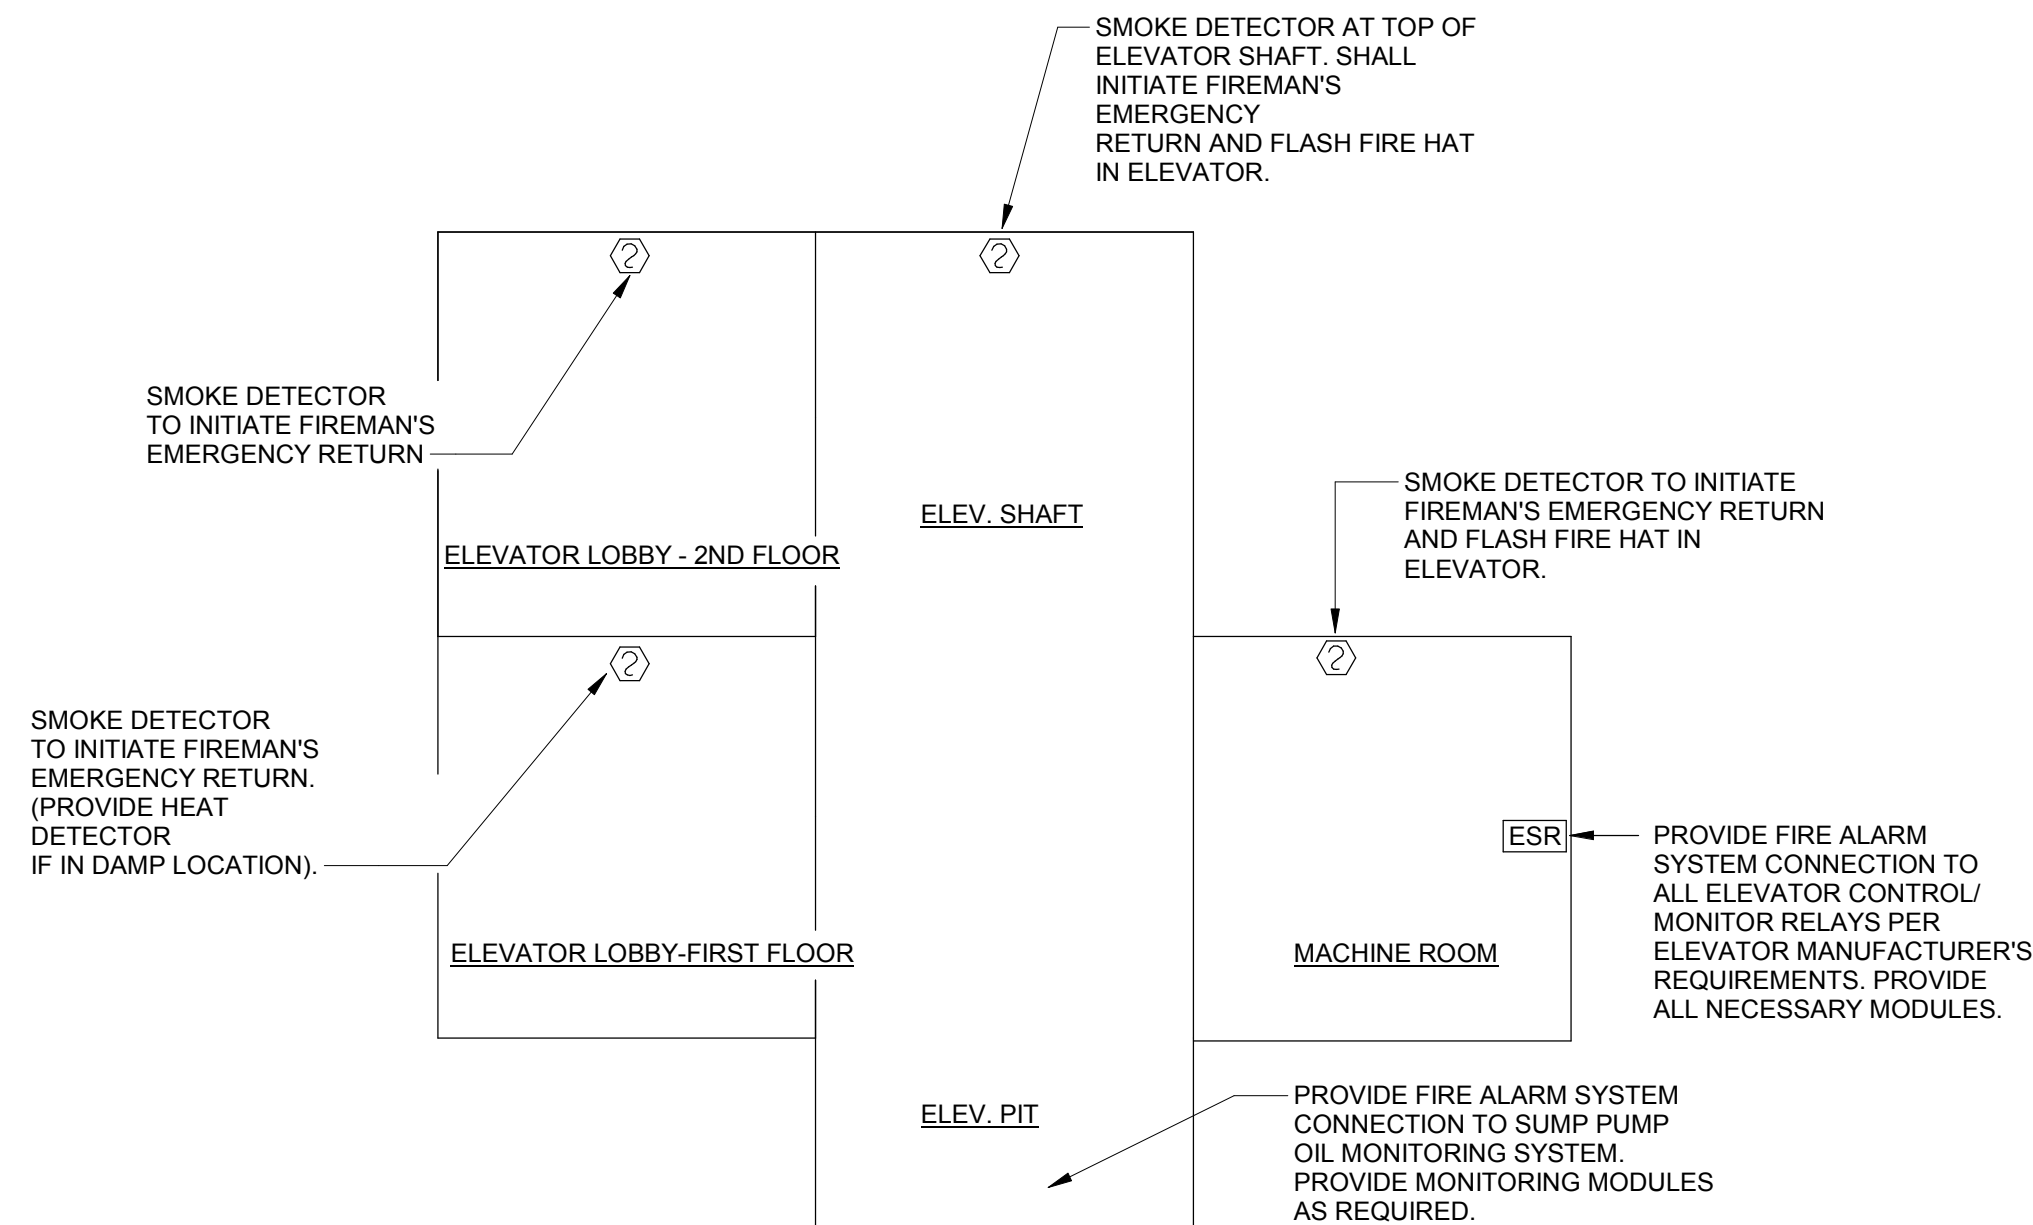 SMOKE DETECTOR AT TOP OF
ELEVATOR SHAFT. SHALL
INITIATE FIREMAN'S
EMERGENCY
RETURN AND FLASH FIRE HAT
IN ELEVATOR.
SMOKE DETECTOR
TO INITIATE FIREMAN'S
EMERGENCY RETURN
ELEV. SHAFT
ELEVATOR LOBBY - 2ND FLOOR
SMOKE DETECTOR TO INITIATE
FIREMAN'S EMERGENCY RETURN
AND FLASH FIRE HAT IN
ELEVATOR.
SMOKE DETECTOR
TO INITIATE FIREMAN'S
EMERGENCY RETURN.
(PROVIDE HEAT
DETECTOR
IF IN DAMP LOCATION).
ELEVATOR LOBBY-FIRST FLOOR
MACHINE ROOM
ESR
PROVIDE FIRE ALARM
SYSTEM CONNECTION TO
ALL ELEVATOR CONTROL/
MONITOR RELAYS PER
ELEVATOR MANUFACTURER'S
REQUIREMENTS. PROVIDE
ALL NECESSARY MODULES.
ELEV. PIT
PROVIDE FIRE ALARM SYSTEM
CONNECTION TO SUMP PUMP
OIL MONITORING SYSTEM.
PROVIDE MONITORING MODULES
AS REQUIRED.